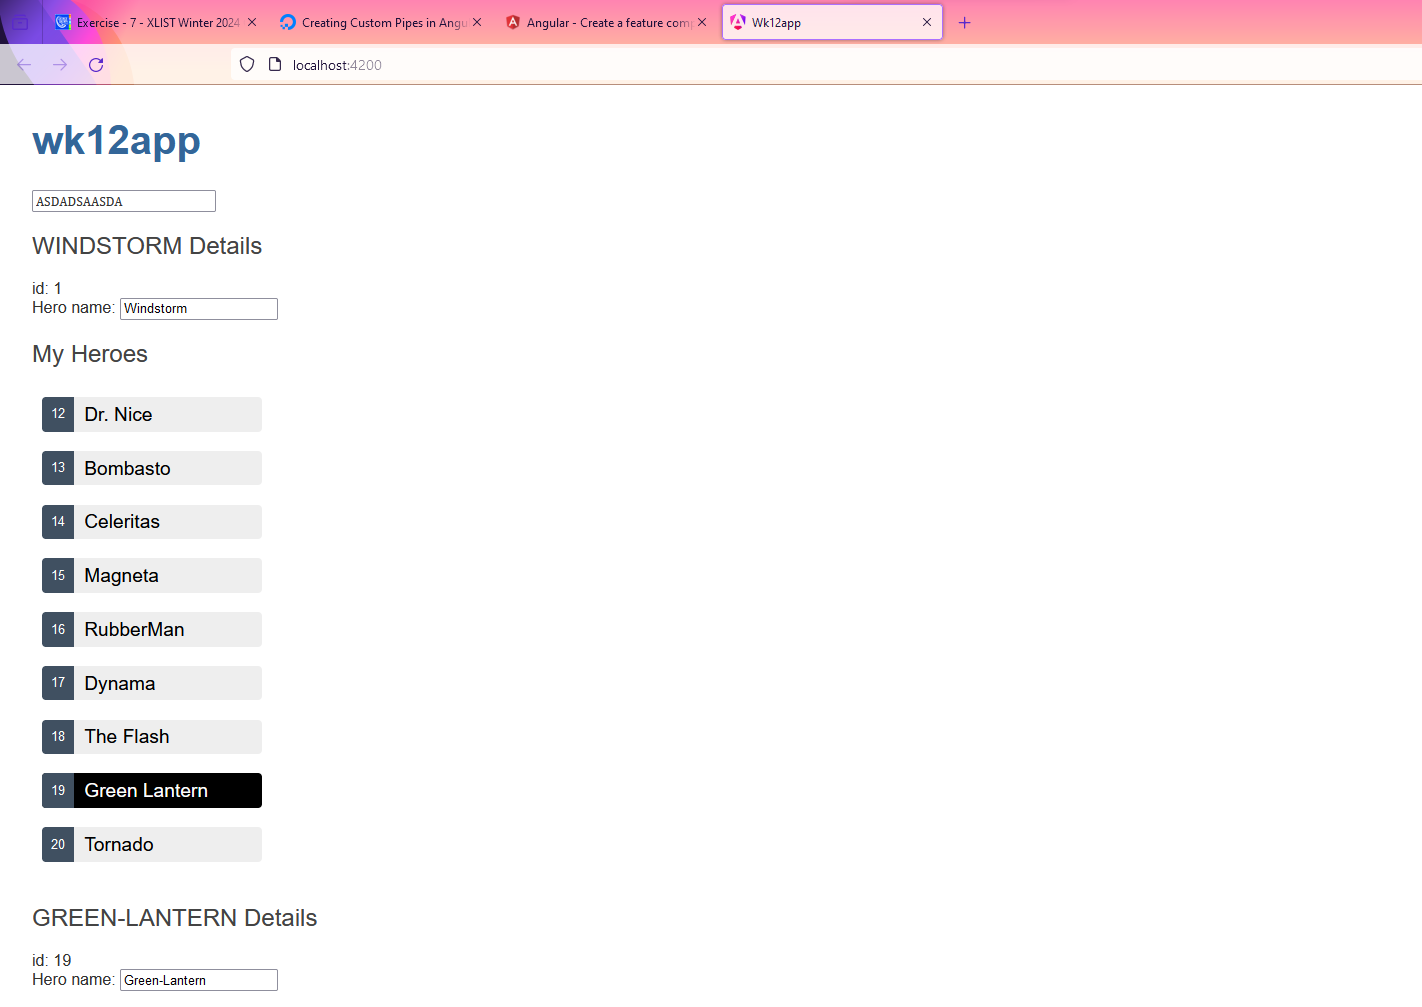 Exercise - 7 - XLIST Winter 2024
Creating Custom Pipes in Angu
Angular - Create a feature comp
Wk12app
localhost:4200
wk12app
ASDADSAASDA
WINDSTORM Details
id: 1
Hero name: Windstorm
My Heroes
12 Dr. Nice
13 Bombasto
14 Celeritas
15 Magneta
16 RubberMan
17 Dynama
18 The Flash
19 Green Lantern
20 Tornado
GREEN-LANTERN Details
id: 19
Hero name: Green-Lantern